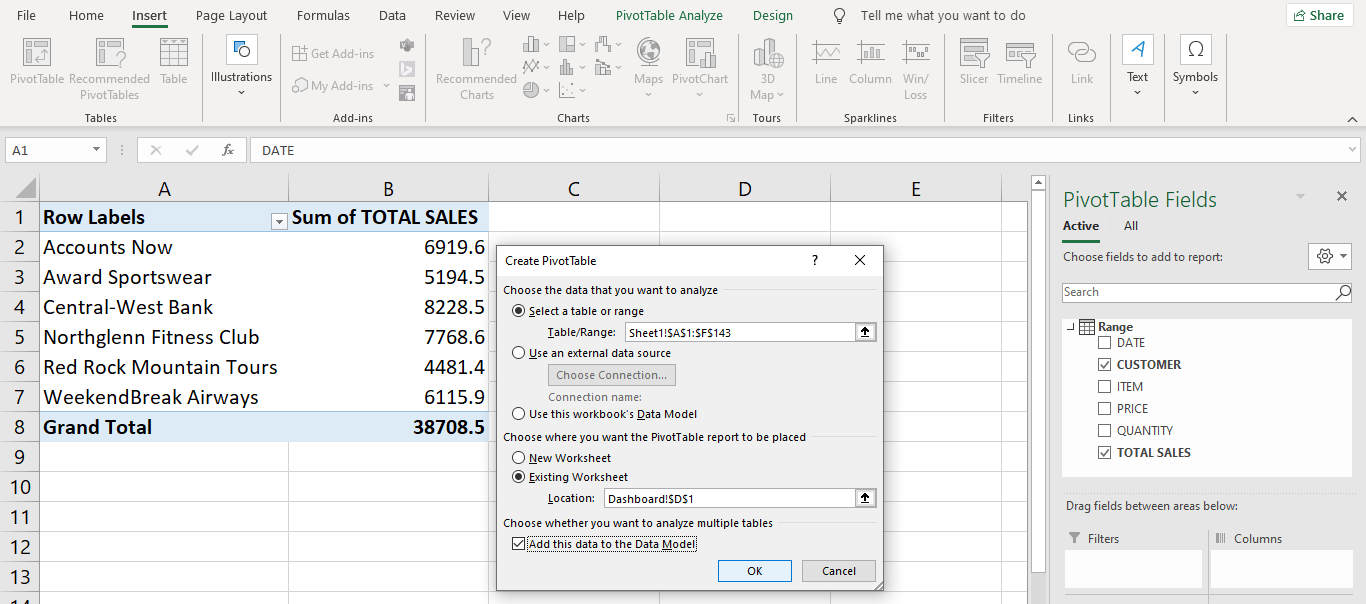 File Home Insert Page Layout Formulas Data Review View Help PivotTable Analyze Design Tell me what you want to do Share
PivotTable Recommended PivotTables Table Illustrations Get Add-ins My Add-ins Recommended Charts Maps PivotChart 3D Map Line Column Win/Loss Slicer Timeline Link Text Symbols
Tables Add-ins Charts Tours Sparklines Filters Links
A1 fx DATE
A B C D E
1 Row Labels Sum of TOTAL SALES
2 Accounts Now 6919.6
3 Award Sportswear 5194.5
4 Central-West Bank 8228.5
5 Northglenn Fitness Club 7768.6
6 Red Rock Mountain Tours 4481.4
7 WeekendBreak Airways 6115.9
8 Grand Total 38708.5
9
10
11
12
13
Create PivotTable ?
Choose the data that you want to analyze
Select a table or range
Table/Range: Sheet1!$A$1:$F$143
Use an external data source
Choose Connection...
Connection name:
Use this workbook's Data Model
Choose where you want the PivotTable report to be placed
New Worksheet
Existing Worksheet
Location: Dashboard!$D$1
Choose whether you want to analyze multiple tables
Add this data to the Data Model
OK Cancel
PivotTable Fields
Active All
Choose fields to add to report:
Search
Range
DATE
CUSTOMER
ITEM
PRICE
QUANTITY
TOTAL SALES
Drag fields between areas below:
Filters Columns